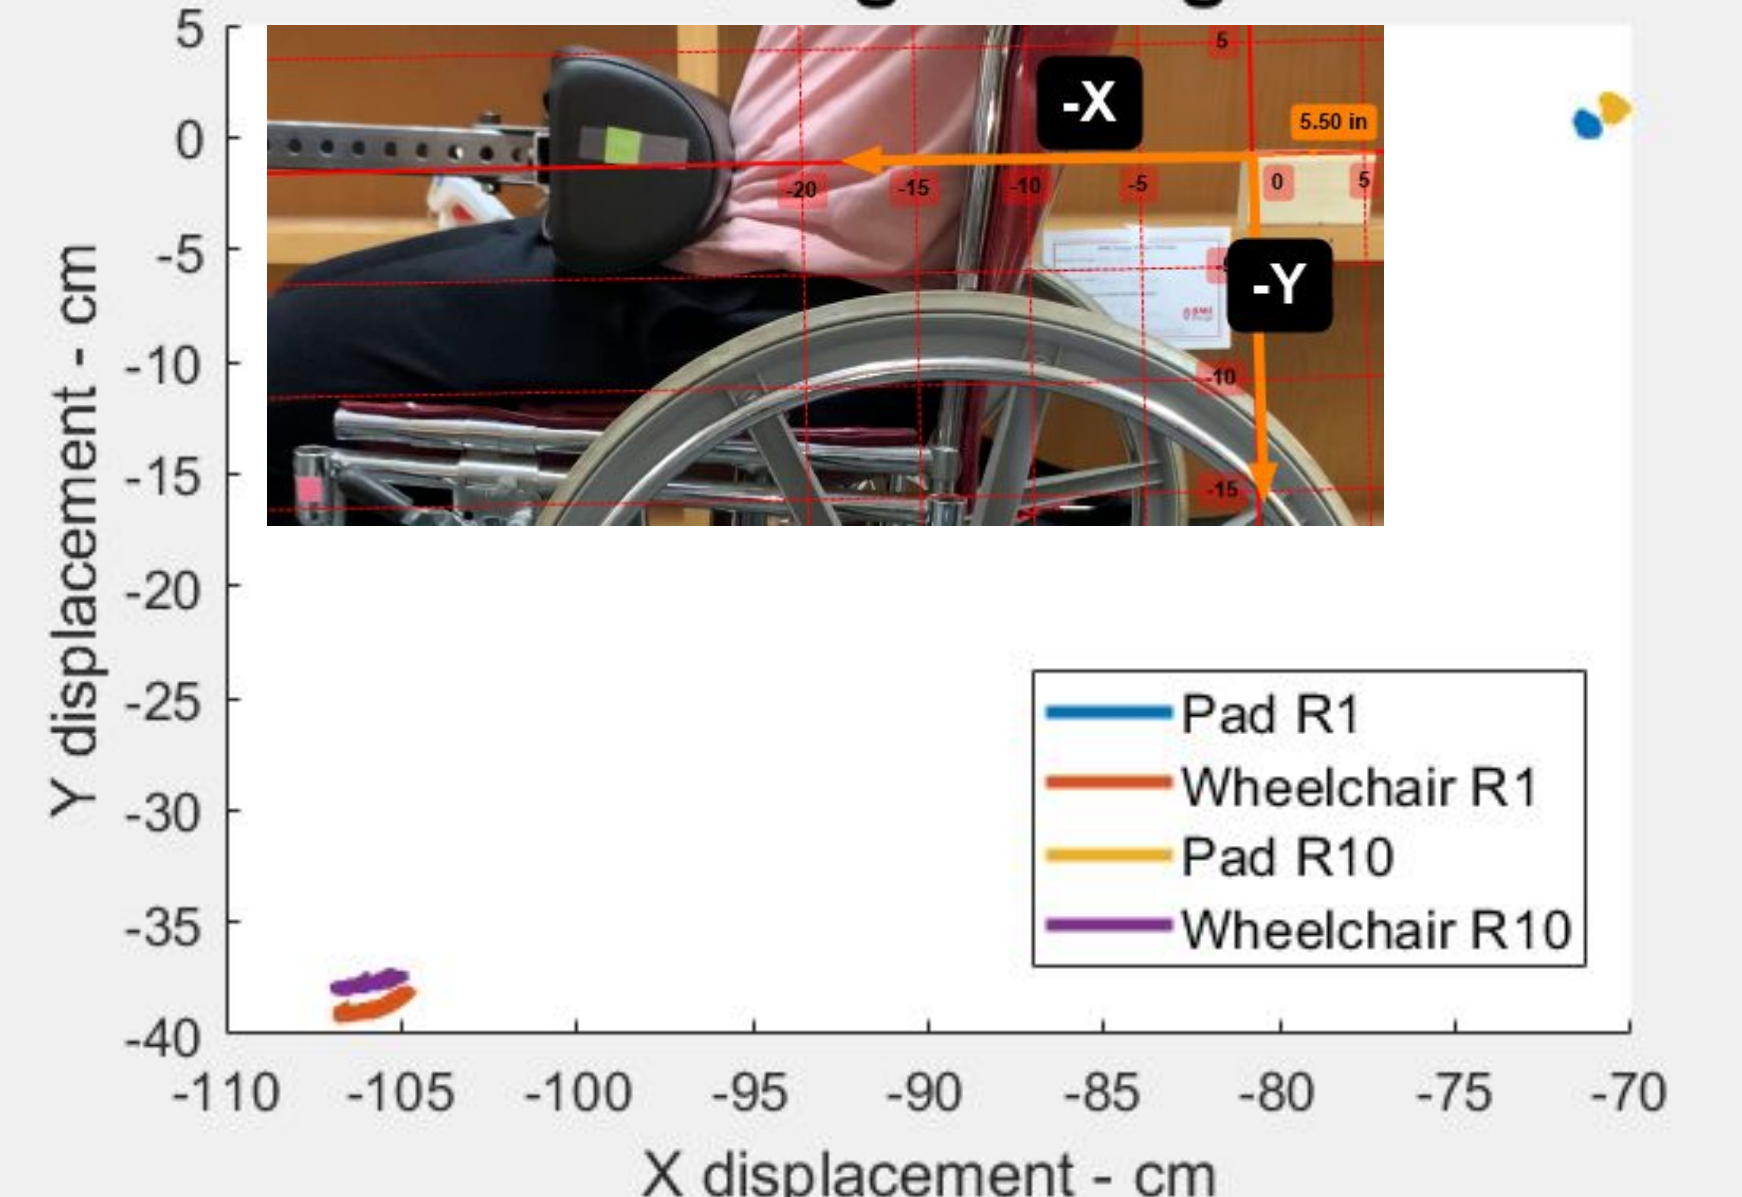 5
0
-5
-10
-15
-20
-25
-30
-35
-40
Y displacement - cm
5
-X
5.50 in
-20 -15 -10 -5 0 5
-Y
-10
-15
Pad R1
Wheelchair R1
Pad R10
Wheelchair R10
-110 -105 -100 -95 -90 -85 -80 -75 -70
X displacement - cm